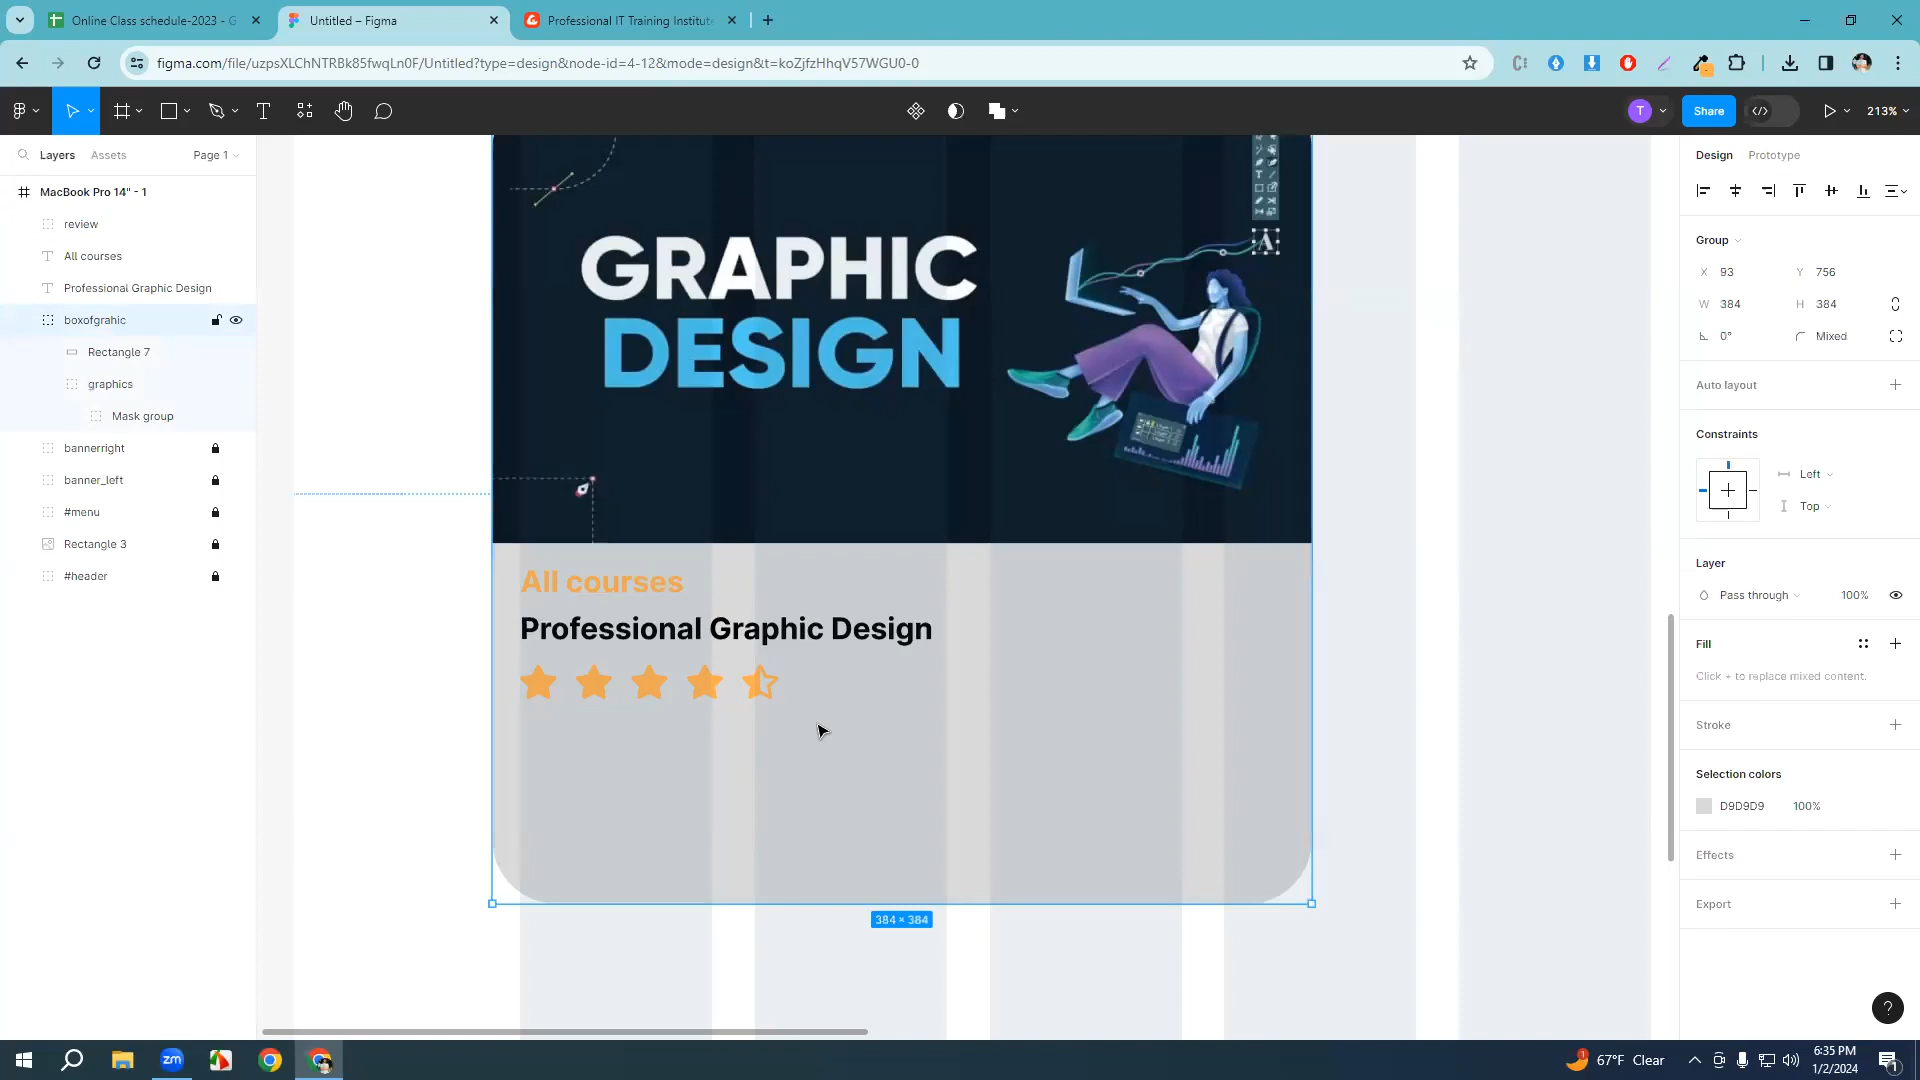 Online Class schedule-2023 - G
Untitled – Figma
Professional IT Training Institute
figma.com/file/uzpsXLChNTRBk85fwqLn0F/Untitled?type=design&node-id=4-12&mode=design&t=koZjfzHhqV57WGU0-0
T
Share
213%
Layers
Assets
Page 1
MacBook Pro 14" - 1
review
All courses
Professional Graphic Design
boxofgrahic
Rectangle 7
graphics
Mask group
bannerright
banner_left
#menu
Rectangle 3
#header
GRAPHIC
DESIGN
A
All courses
Professional Graphic Design
384 × 384
Design
Prototype
Group
X 93
Y 756
W 384
H 384
0°
Mixed
Auto layout
Constraints
Left
Top
Layer
Pass through
100%
Fill
Click + to replace mixed content.
Stroke
Selection colors
D9D9D9
100%
Effects
Export
?
zm
1
67°F Clear
6:35 PM
1/2/2024
1